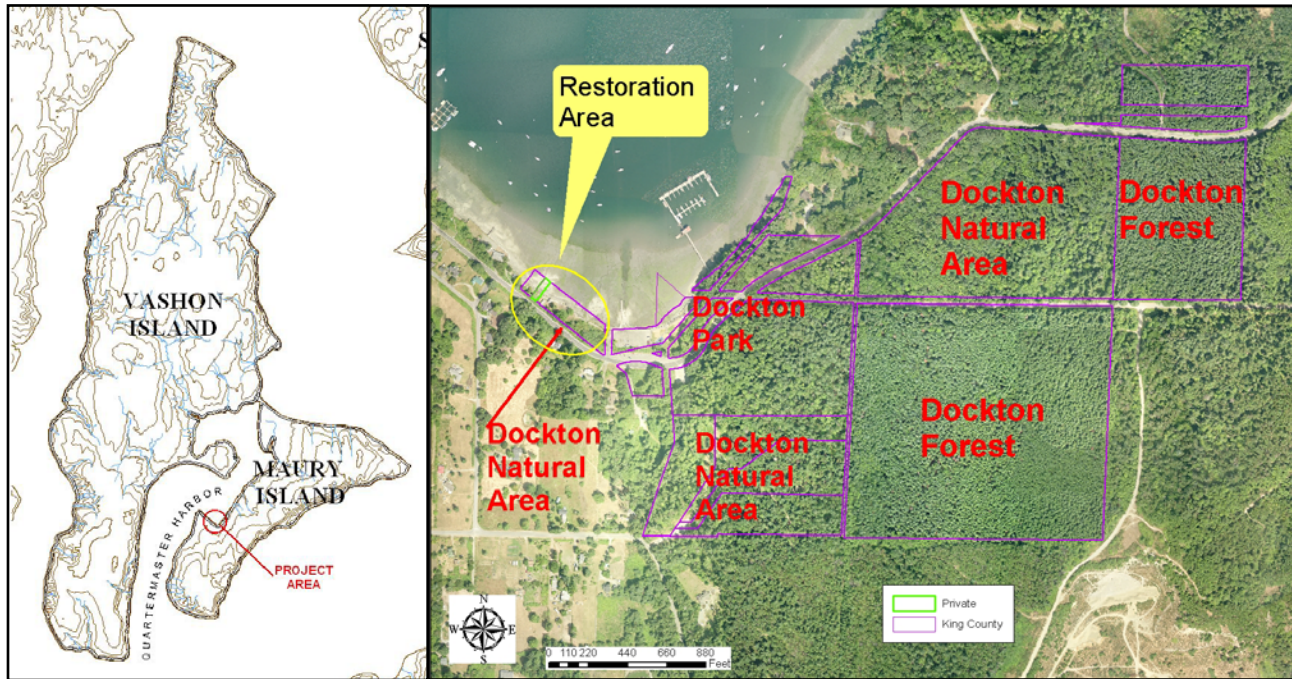 S
VASHON
ISLAND
MAURY
ISLAND
QUARTERMASTER HARBOR
PROJECT
AREA
Restoration
Area
Dockton
Natural
Area
Dockton
Forest
Dockton
Park
Dockton
Forest
Dockton
Natural
Area
Dockton
Natural
Area
N
W E
S
0 110 220 440 660 880
Feet
Private
King County